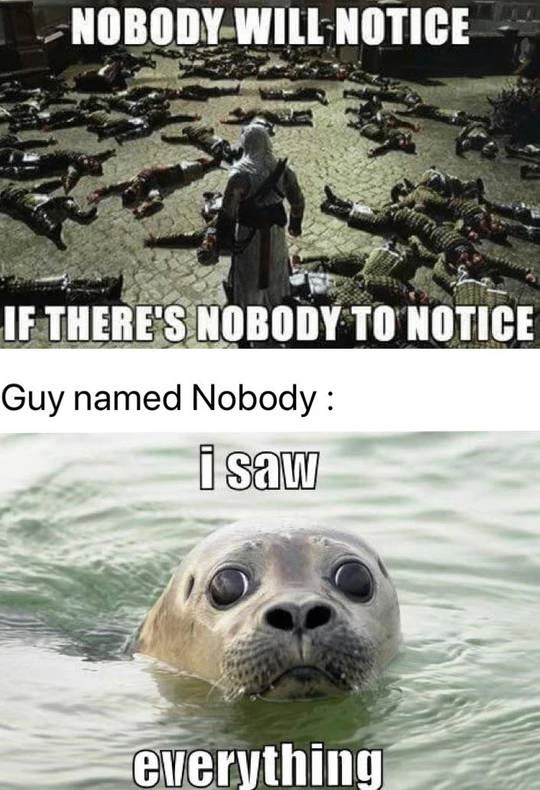 NOBODY WILL NOTICE
IF THERE'S NOBODY TO NOTICE
Guy named Nobody :
i saw
everything